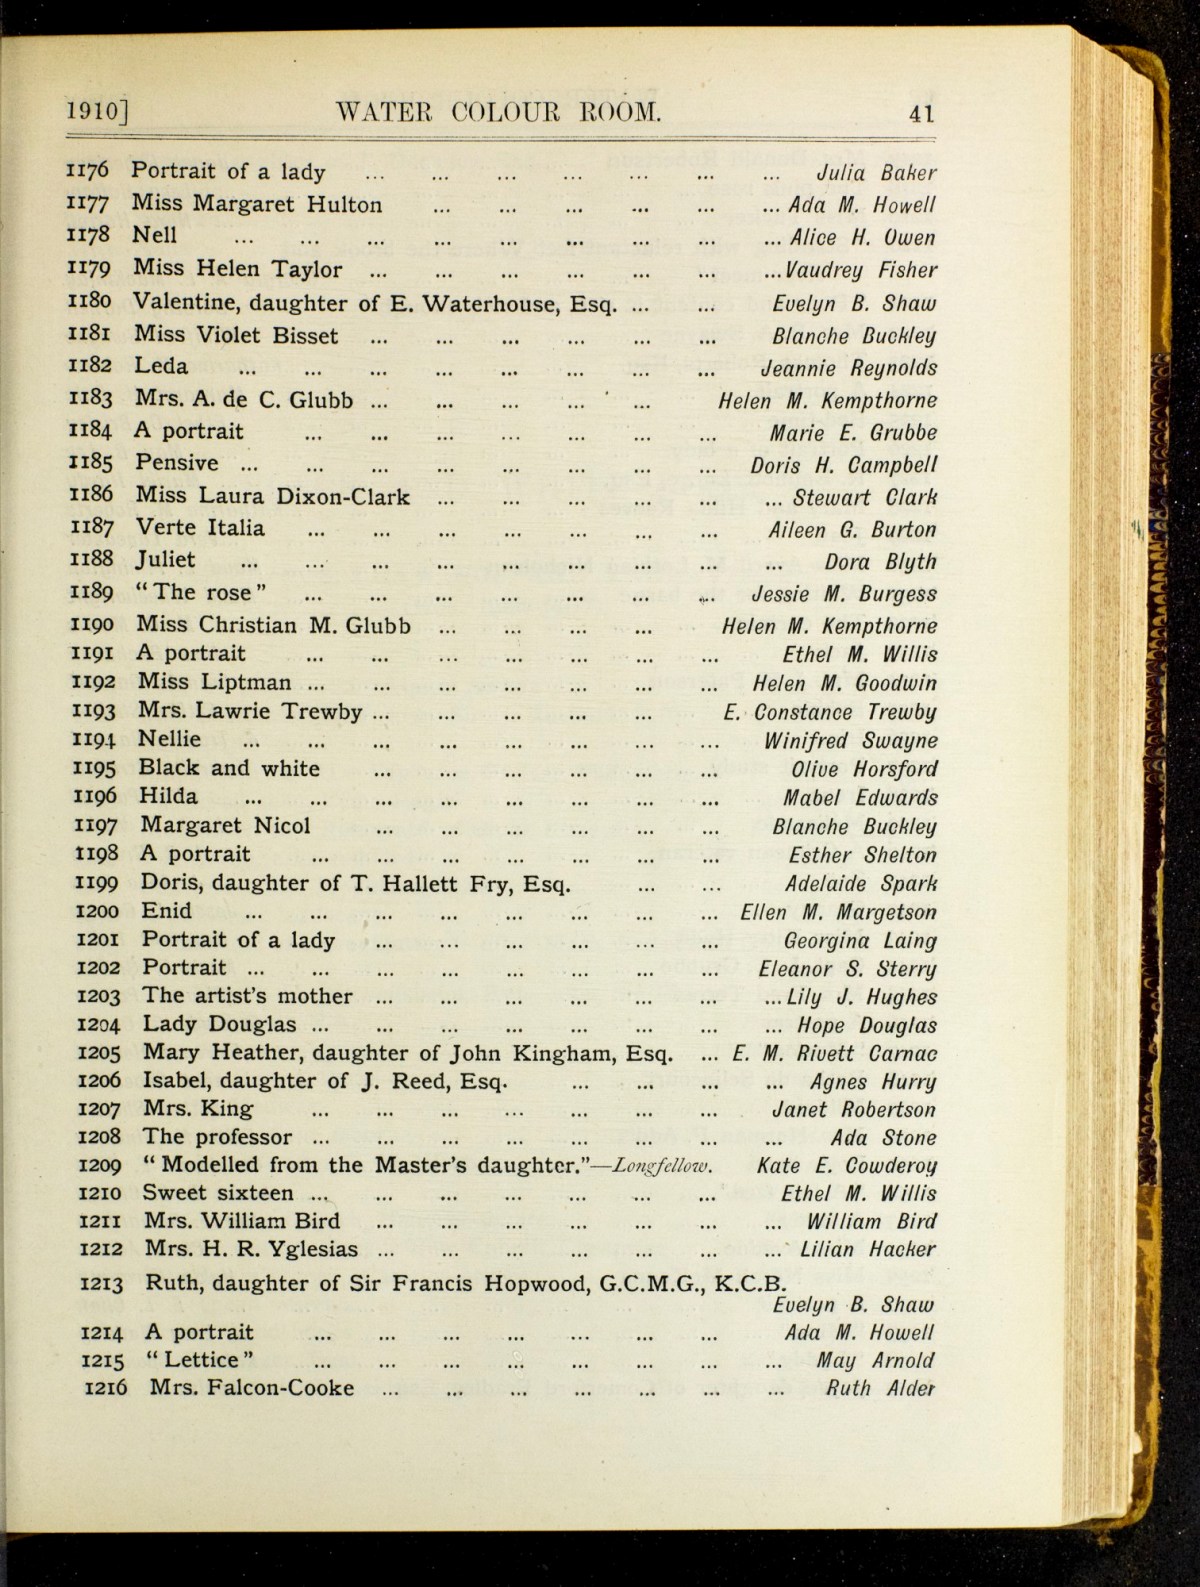 1910] WATER COLOUR ROOM. 41
1176 Portrait of a lady ... ... ... ... ... ... ... Julia Baker
1177 Miss Margaret Hulton ... ... ... ... ... ... Ada M. Howell
1178 Nell ... ... ... ... ... ... ... ... ... Alice H. Owen
1179 Miss Helen Taylor ... ... ... ... ... ... ... Vaudrey Fisher
1180 Valentine, daughter of E. Waterhouse, Esq. ... ... Evelyn B. Shaw
1181 Miss Violet Bisset ... ... ... ... ... ... Blanche Buckley
1182 Leda ... ... ... ... ... ... ... ... Jeannie Reynolds
1183 Mrs. A. de C. Glubb ... ... ... ... ... Helen M. Kempthorne
1184 A portrait ... ... ... ... ... ... ... Marie E. Grubbe
1185 Pensive ... ... ... ... ... ... ... ... Doris H. Campbell
1186 Miss Laura Dixon-Clark ... ... ... ... ... ... Stewart Clark
1187 Verte Italia ... ... ... ... ... ... ... Aileen G. Burton
1188 Juliet ... ... ... ... ... ... ... ... ... Dora Blyth
1189 “The rose” ... ... ... ... ... ... ... Jessie M. Burgess
1190 Miss Christian M. Glubb ... ... ... ... Helen M. Kempthorne
1191 A portrait ... ... ... ... ... ... ... Ethel M. Willis
1192 Miss Liptman ... ... ... ... ... ... ... Helen M. Goodwin
1193 Mrs. Lawrie Trewby ... ... ... ... ... E. Constance Trewby
1194 Nellie ... ... ... ... ... ... ... ... Winifred Swayne
1195 Black and white ... ... ... ... ... ... Olive Horsford
1196 Hilda ... ... ... ... ... ... ... ... Mabel Edwards
1197 Margaret Nicol ... ... ... ... ... ... Blanche Buckley
1198 A portrait ... ... ... ... ... ... ... Esther Shelton
1199 Doris, daughter of T. Hallett Fry, Esq. ... ... Adelaide Spark
1200 Enid ... ... ... ... ... ... ... ... Ellen M. Margetson
1201 Portrait of a lady ... ... ... ... ... ... Georgina Laing
1202 Portrait ... ... ... ... ... ... ... ... Eleanor S. Sterry
1203 The artist's mother ... ... ... ... ... ... ... Lily J. Hughes
1204 Lady Douglas ... ... ... ... ... ... ... ... Hope Douglas
1205 Mary Heather, daughter of John Kingham, Esq. ... E. M. Rivett Carnac
1206 Isabel, daughter of J. Reed, Esq. ... ... ... ... Agnes Hurry
1207 Mrs. King ... ... ... ... ... ... ... Janet Robertson
1208 The professor ... ... ... ... ... ... ... ... Ada Stone
1209 “Modelled from the Master's daughter.”—Longfellow. Kate E. Cowderoy
1210 Sweet sixteen ... ... ... ... ... ... ... Ethel M. Willis
1211 Mrs. William Bird ... ... ... ... ... ... ... William Bird
1212 Mrs. H. R. Yglesias ... ... ... ... ... ... ... Lilian Hacker
1213 Ruth, daughter of Sir Francis Hopwood, G.C.M.G., K.C.B.
Evelyn B. Shaw
1214 A portrait ... ... ... ... ... ... ... Ada M. Howell
1215 “Lettice” ... ... ... ... ... ... ... ... May Arnold
1216 Mrs. Falcon-Cooke ... ... ... ... ... ... ... Ruth Alder